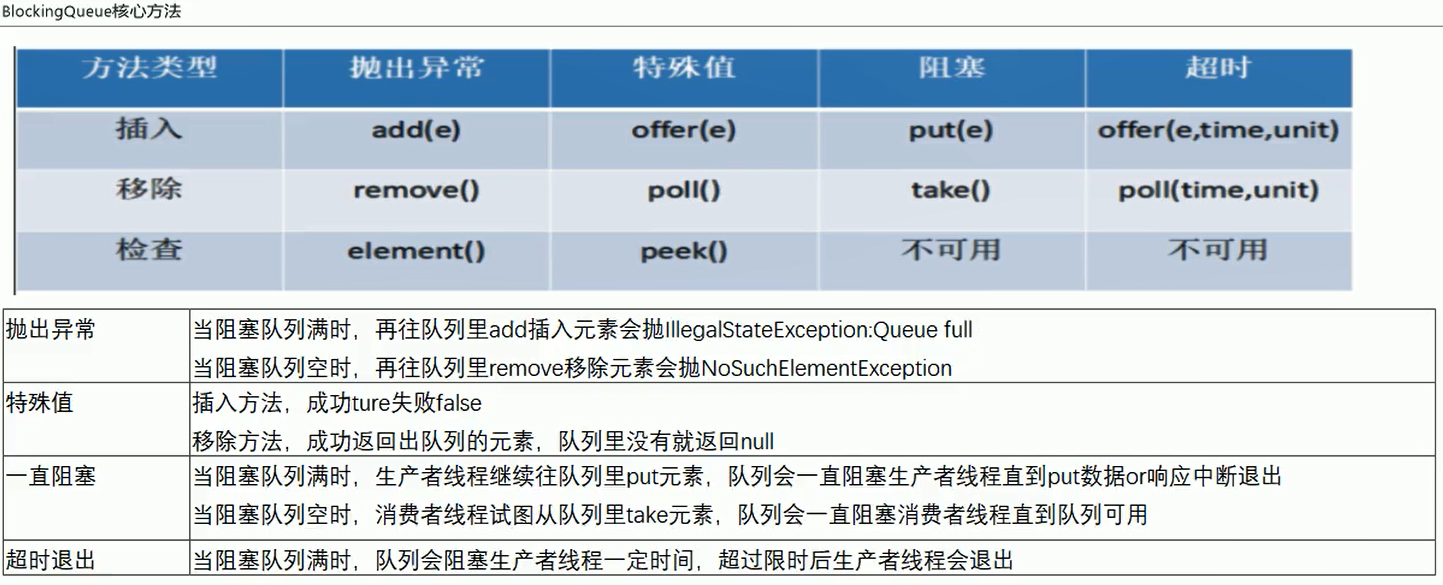 BlockingQueue核心方法
方法类型 抛出异常 特殊值 阻塞 超时
插入 add(e) offer(e) put(e) offer(e,time,unit)
移除 remove() poll() take() poll(time,unit)
检查 element() peek() 不可用 不可用
抛出异常 当阻塞队列满时，再往队列里add插入元素会抛IllegalStateException:Queue full
当阻塞队列空时，再往队列里remove移除元素会抛NoSuchElementException
特殊值 插入方法，成功ture失败false
移除方法，成功返回出队列的元素，队列里没有就返回null
一直阻塞 当阻塞队列满时，生产者线程继续往队列里put元素，队列会一直阻塞生产者线程直到put数据or响应中断退出
当阻塞队列空时，消费者线程试图从队列里take元素，队列会一直阻塞消费者线程直到队列可用
超时退出 当阻塞队列满时，队列会阻塞生产者线程一定时间，超过限时后生产者线程会退出